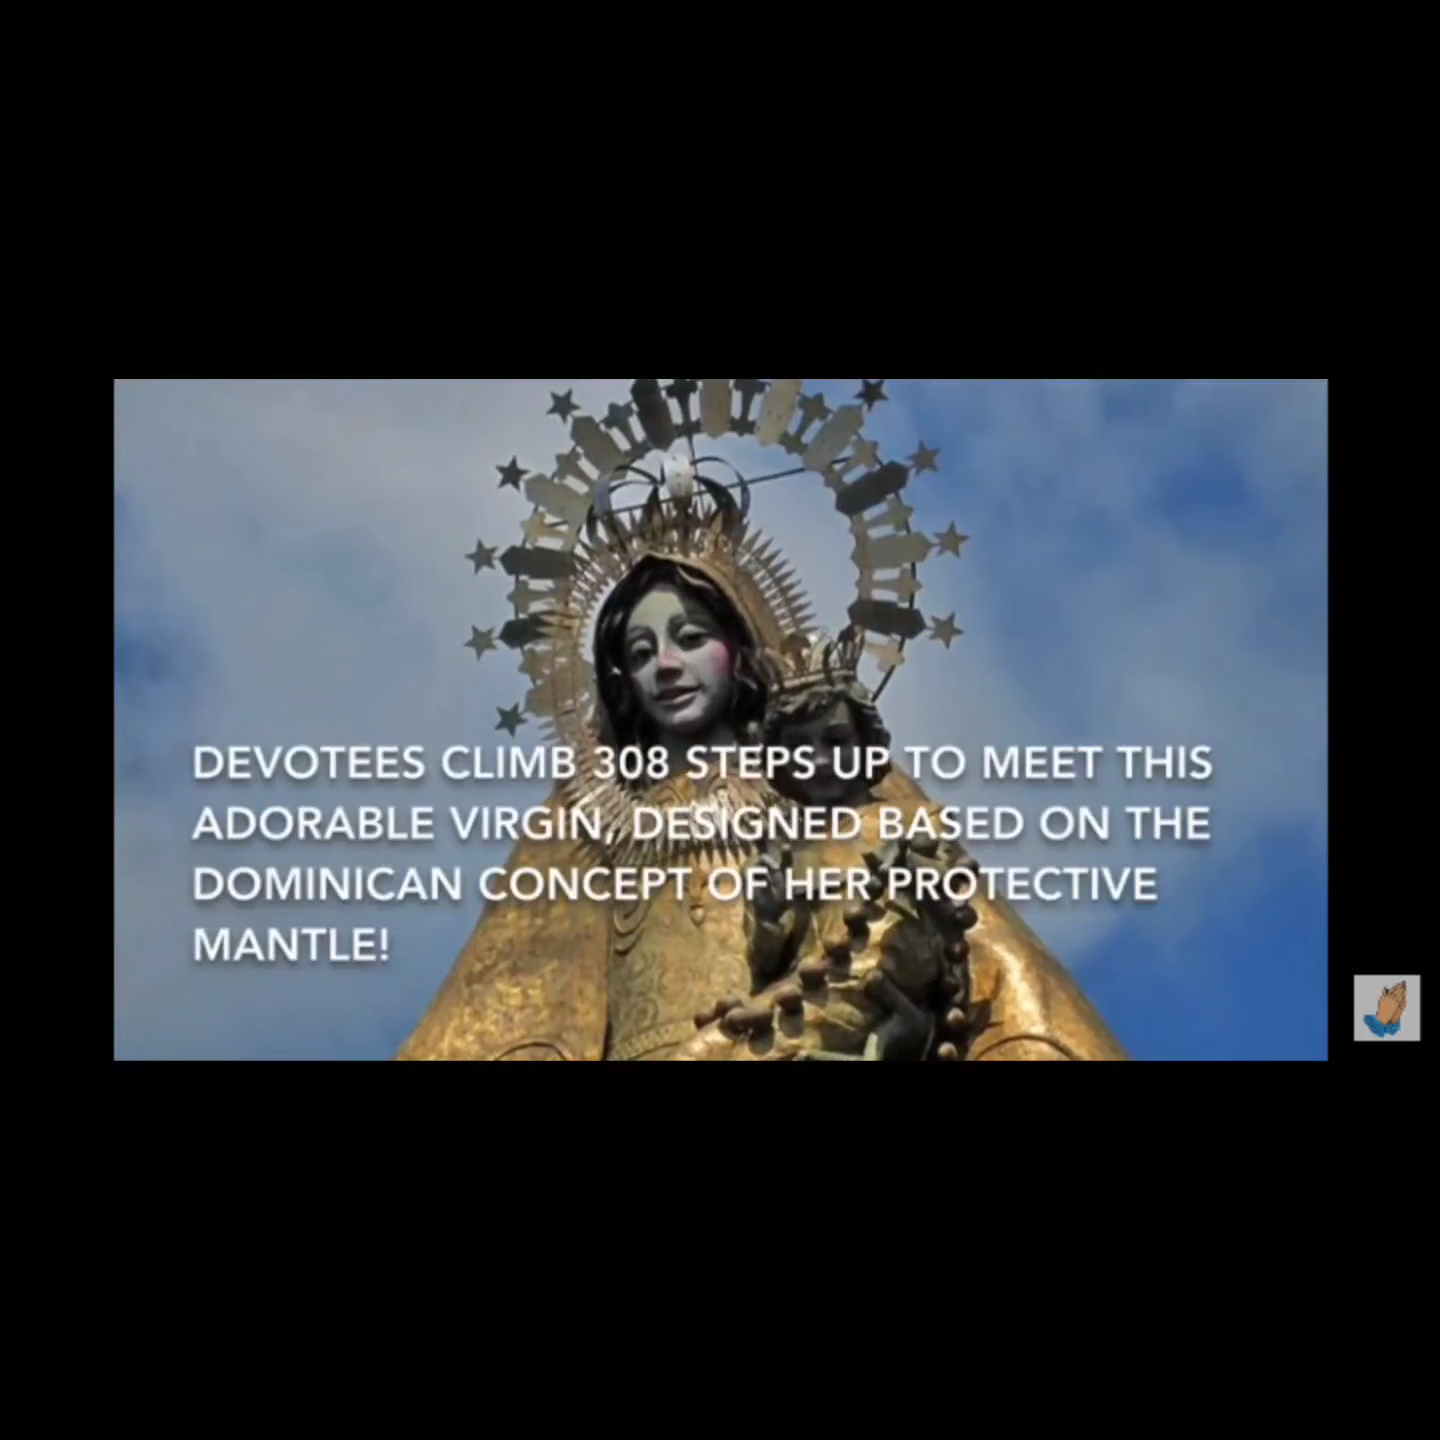 DEVOTEES CLIMB 308 STEPS UP TO MEET THIS
ADORABLE VIRGIN, DESIGNED BASED ON THE
DOMINICAN CONCEPT OF HER PROTECTIVE
MANTLE!